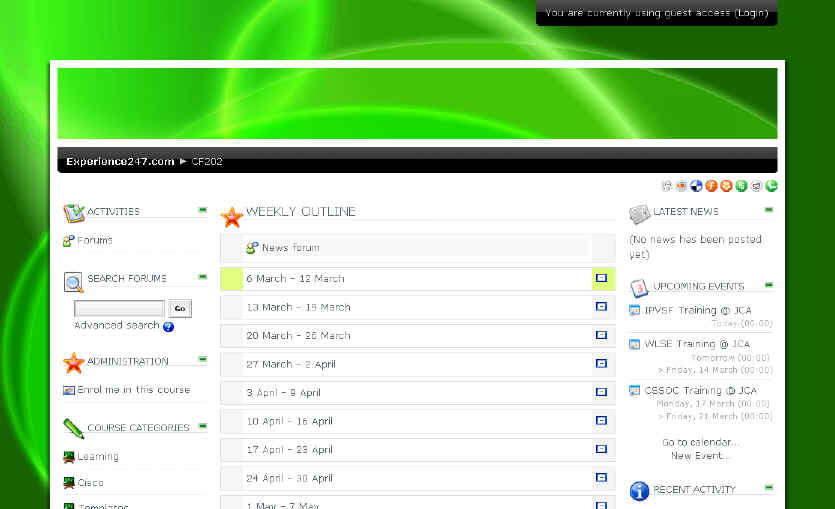 You are currently using guest access (Login)
Experience247.com ► CF202
ACTIVITIES
Forums
SEARCH FORUMS
Go
Advanced search
ADMINISTRATION
Enrol me in this course
COURSE CATEGORIES
Learning
Cisco
Templates
WEEKLY OUTLINE
News forum
6 March - 12 March
13 March - 19 March
20 March - 26 March
27 March - 2 April
3 April - 9 April
10 April - 16 April
17 April - 23 April
24 April - 30 April
1 May - 7 May
LATEST NEWS
(No news has been posted
yet)
UPCOMING EVENTS
IPVSF Training @ JCA
Today (00:00)
WLSE Training @ JCA
Tomorrow (00:00)
> Friday, 14 March (00:00)
CSSOC Training @ JCA
Monday, 17 March (00:00)
> Friday, 21 March (00:00)
Go to calendar...
New Event...
RECENT ACTIVITY